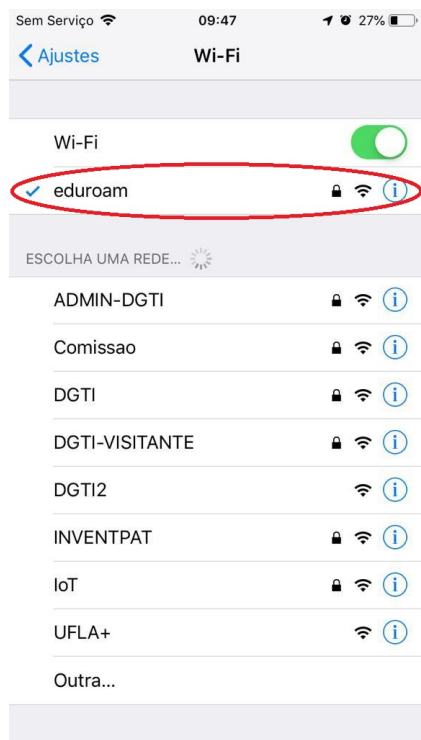 Sem Serviço 09:47 27%
Ajustes Wi-Fi
Wi-Fi
eduroam
ESCOLHA UMA REDE...
ADMIN-DGTI
Comissao
DGTI
DGTI-VISITANTE
DGTI2
INVENTPAT
IoT
UFLA+
Outra...